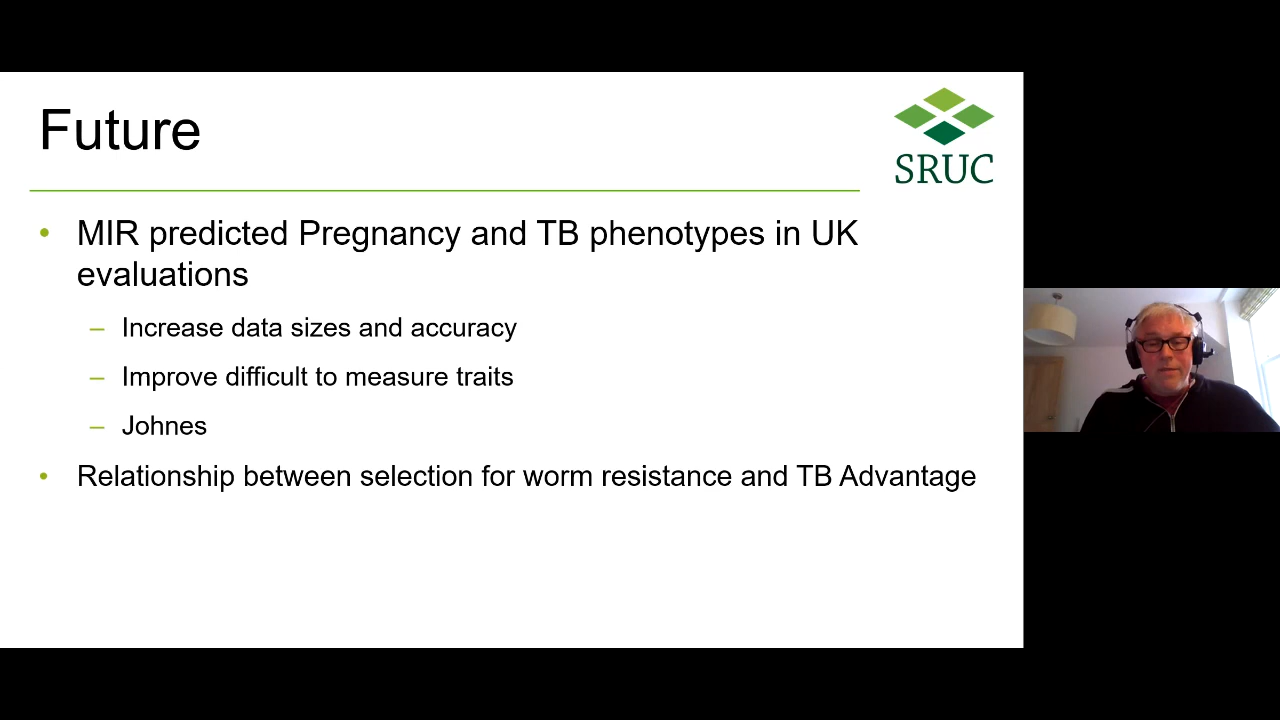 Future
SRUC
• MIR predicted Pregnancy and TB phenotypes in UK
evaluations
– Increase data sizes and accuracy
– Improve difficult to measure traits
– Johnes
• Relationship between selection for worm resistance and TB Advantage